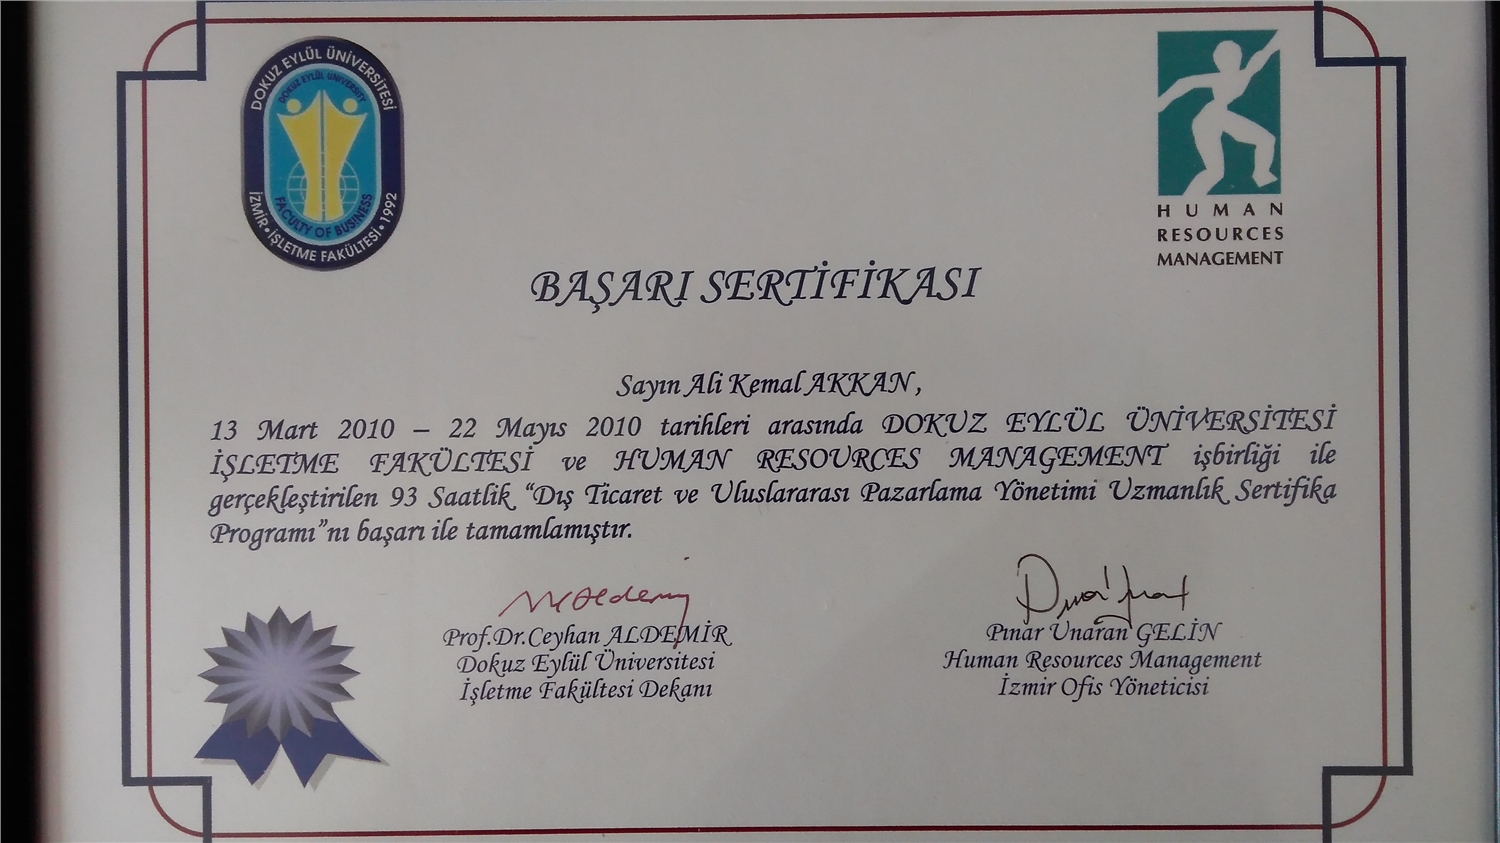 DOKUZ EYLÜL ÜNİVERSİTESİ
DOKUZ EYLÜL UNIVERSITY
FACULTY OF BUSINESS
İZMİR • İŞLETME FAKÜLTESİ • 1992
HUMAN
RESOURCES
MANAGEMENT
BAŞARI SERTİFİKASI
Sayın Ali Kemal AKKAN,
13 Mart 2010 – 22 Mayıs 2010 tarihleri arasında DOKUZ EYLÜL ÜNİVERSİTESİ
İŞLETME FAKÜLTESİ ve HUMAN RESOURCES MANAGEMENT işbirliği ile
gerçekleştirilen 93 Saatlik “Dış Ticaret ve Uluslararası Pazarlama Yönetimi Uzmanlık Sertifika
Programı”nı başarı ile tamamlamıştır.
Prof.Dr.Ceyhan ALDEMİR
Dokuz Eylül Üniversitesi
İşletme Fakültesi Dekanı
Pınar Unaran GELİN
Human Resources Management
İzmir Ofis Yöneticisi